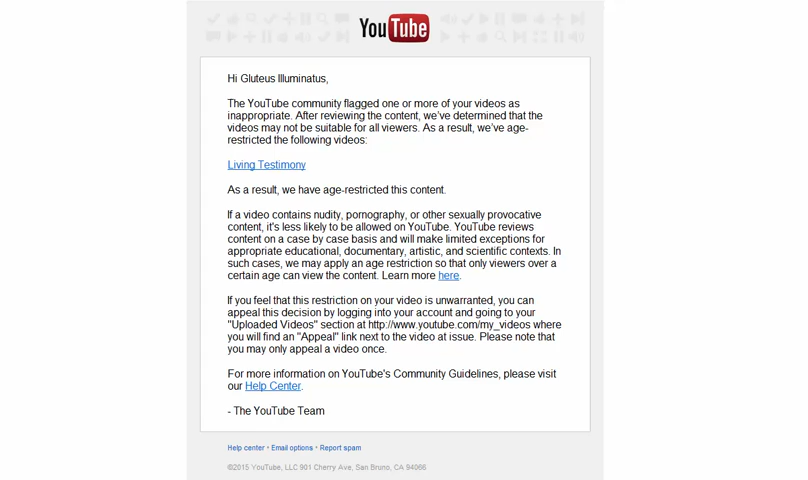 YouTube
Hi Gluteus Illuminatus,
The YouTube community flagged one or more of your videos as
inappropriate. After reviewing the content, we've determined that the
videos may not be suitable for all viewers. As a result, we've age-
restricted the following videos:
Living Testimony
As a result, we have age-restricted this content.
If a video contains nudity, pornography, or other sexually provocative
content, it's less likely to be allowed on YouTube. YouTube reviews
content on a case by case basis and will make limited exceptions for
appropriate educational, documentary, artistic, and scientific contexts. In
such cases, we may apply an age restriction so that only viewers over a
certain age can view the content. Learn more here.
If you feel that this restriction on your video is unwarranted, you can
appeal this decision by logging into your account and going to your
"Uploaded Videos" section at http://www.youtube.com/my_videos where
you will find an "Appeal" link next to the video at issue. Please note that
you may only appeal a video once.
For more information on YouTube's Community Guidelines, please visit
our Help Center.
- The YouTube Team
Help center • Email options • Report spam
©2015 YouTube, LLC 901 Cherry Ave, San Bruno, CA 94066